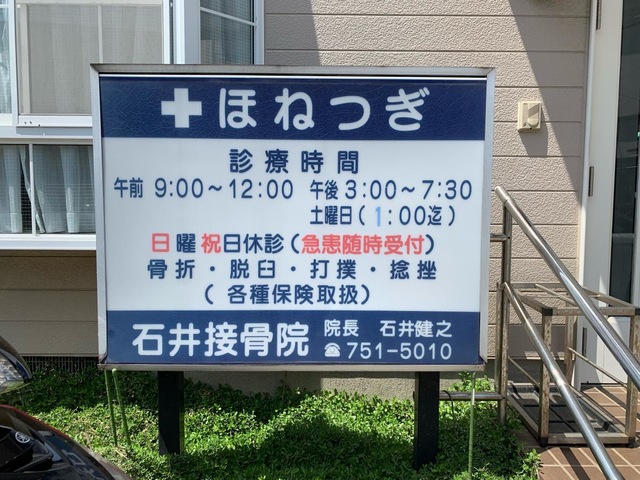 ほねつぎ
診療時間
午前 9:00～12:00 午後 3:00～7:30
土曜日(1:00迄)
日曜祝日休診(急患随時受付)
骨折・脱臼・打撲・捻挫
(各種保険取扱)
石井接骨院 院長 石井健之
☎751-5010